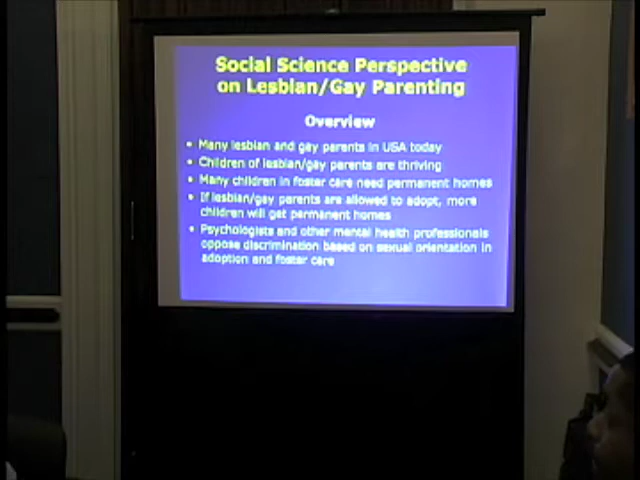 Social Science Perspective
on Lesbian/Gay Parenting
Overview
• Many lesbian and gay parents in USA today
• Children of lesbian/gay parents are thriving
• Many children in foster care need permanent homes
• If lesbian/gay parents are allowed to adopt, more
children will get permanent homes
• Psychologists and other mental health professionals
oppose discrimination based on sexual orientation in
adoption and foster care